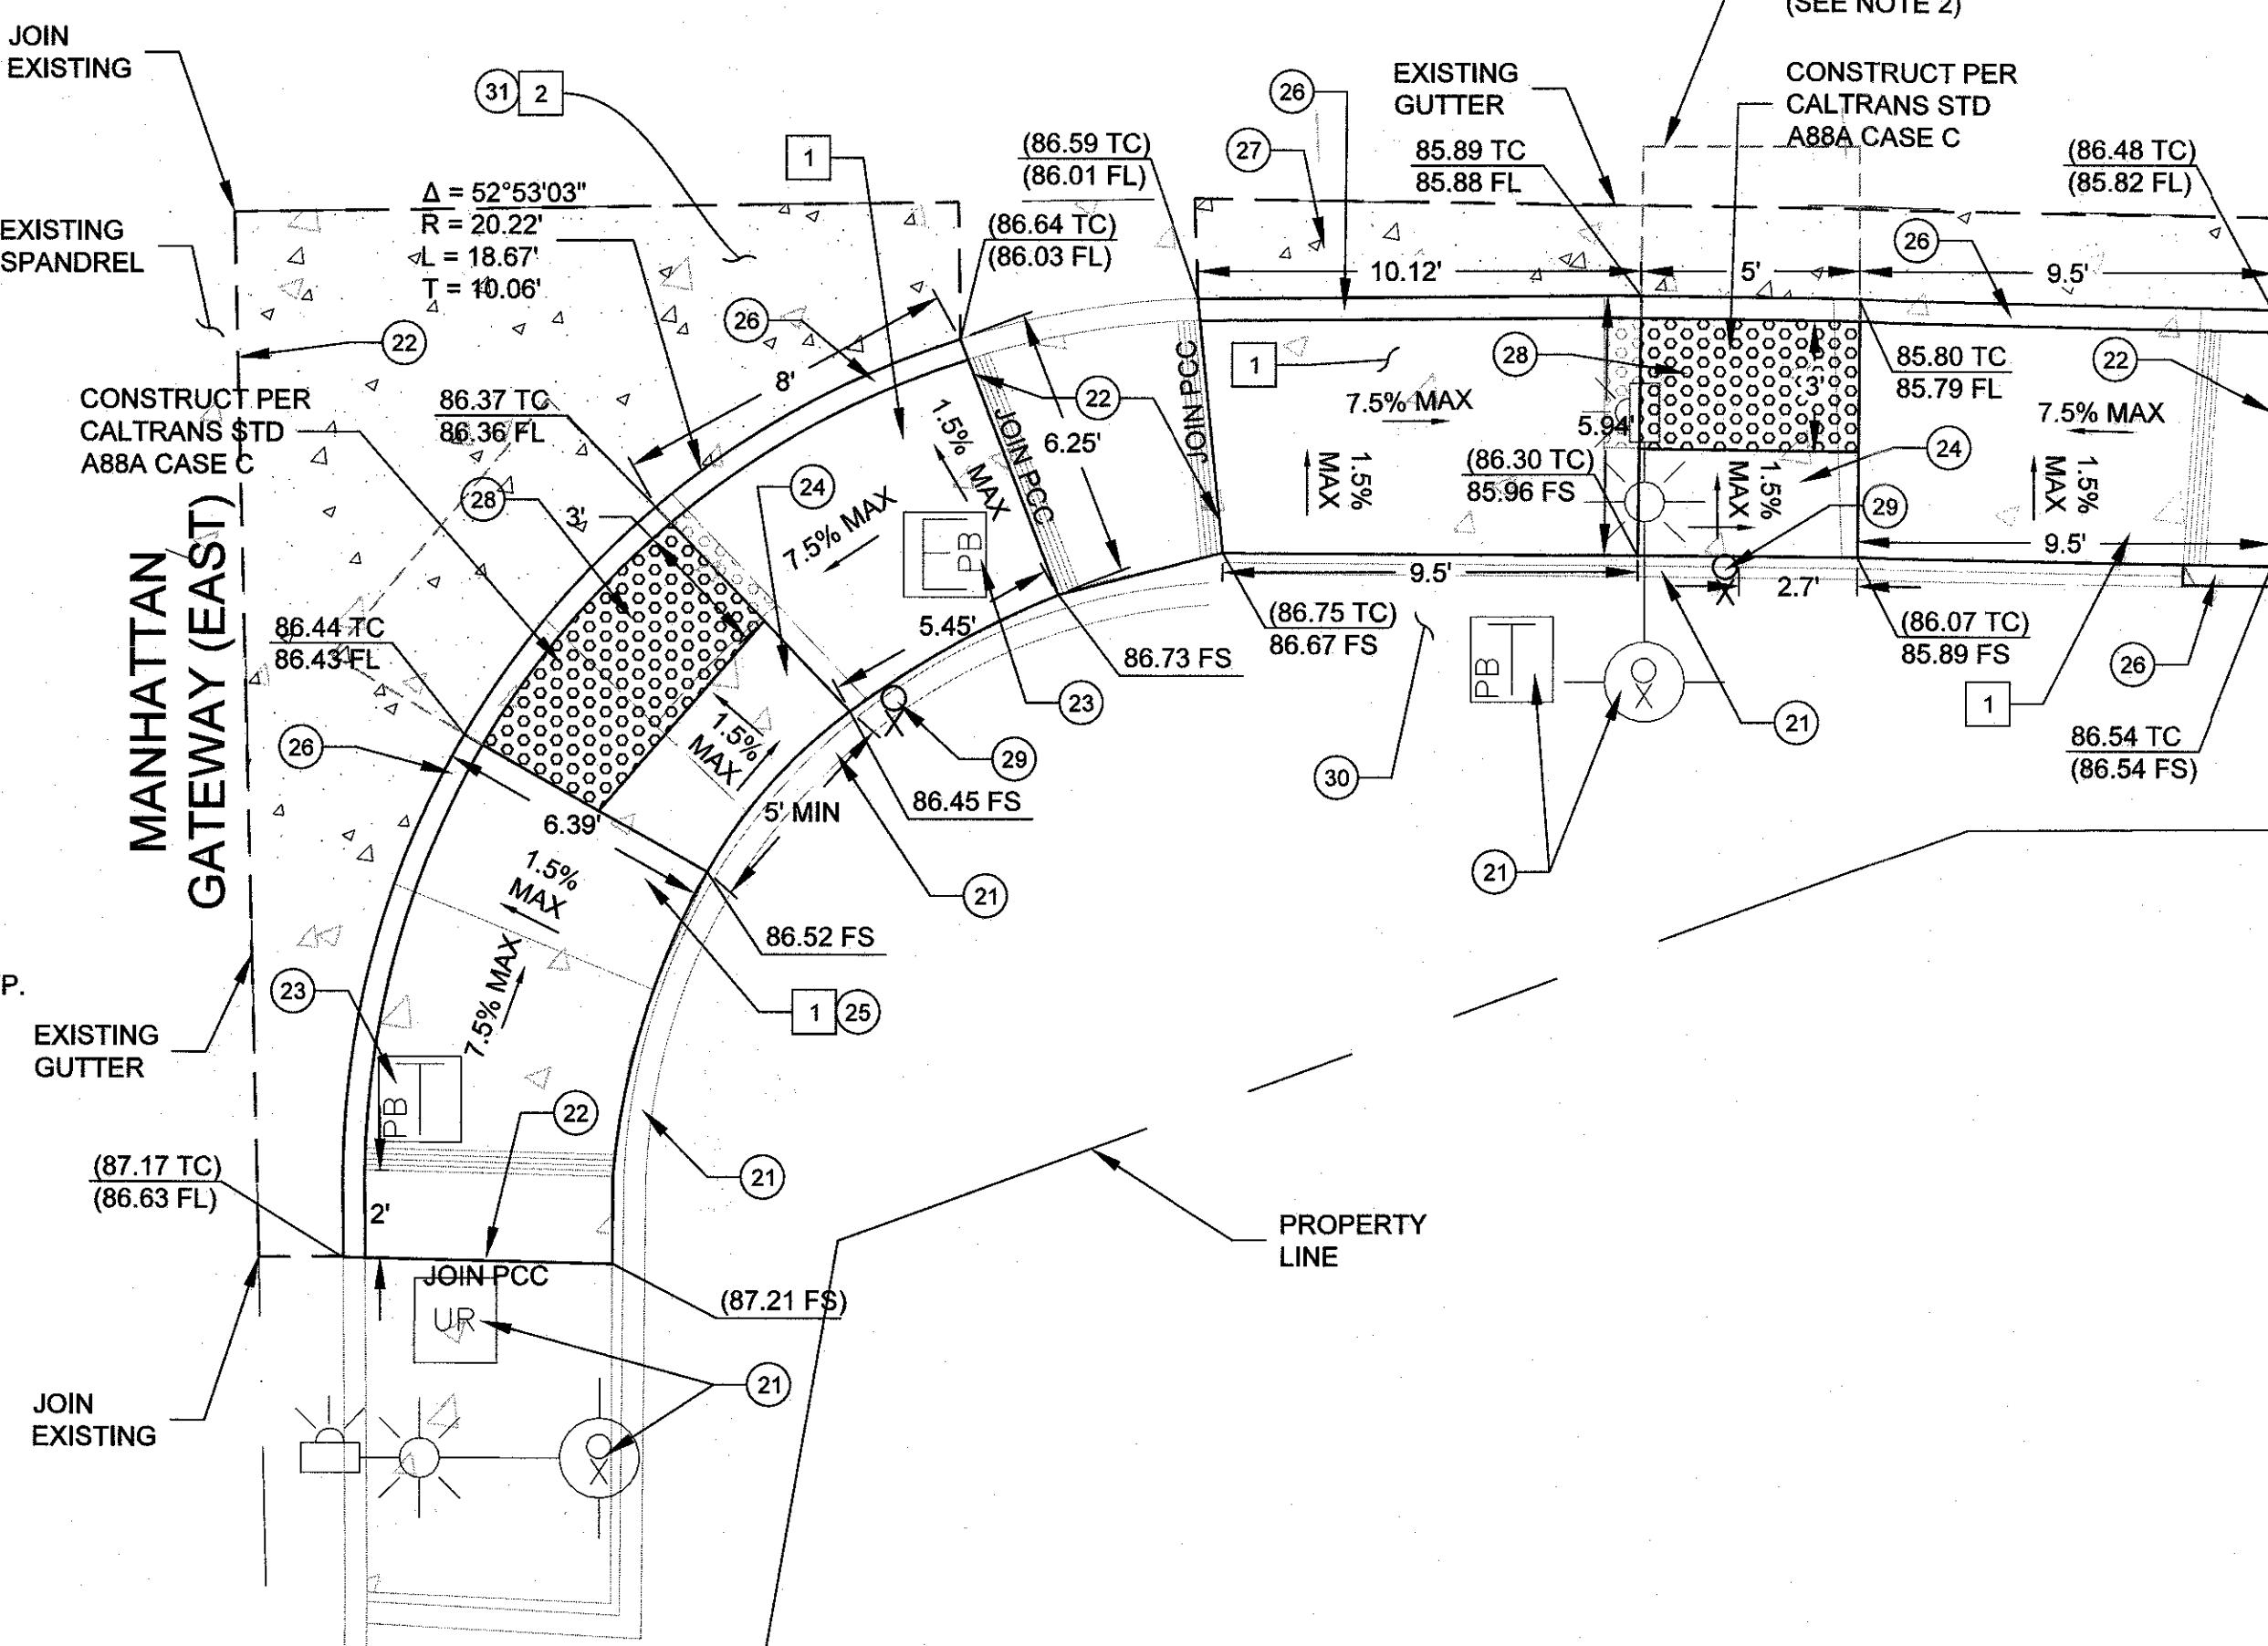 (SEE NOTE 2)
JOIN
EXISTING
31 2
1
26
27
EXISTING
GUTTER
CONSTRUCT PER
CALTRANS STD
A88A CASE C
(86.59 TC)
(86.01 FL)
85.89 TC
85.88 FL
(86.48 TC)
(85.82 FL)
EXISTING
SPANDREL
Δ = 52°53'03"
R = 20.22'
L = 18.67'
T = 10.06'
(86.64 TC)
(86.03 FL)
26
10.12'
5'
9.5'
26
22
8'
CONSTRUCT PER
CALTRANS STD
A88A CASE C
86.37 TC
86.36 FL
22
JOIN PCC
JOIN PCC
6.25'
1
7.5% MAX
28
3'
85.80 TC
85.79 FL
22
7.5% MAX
5.94'
24
1.5% MAX
1.5%
MAX
(86.30 TC)
85.96 FS
1.5%
MAX
1.5%
MAX
29
28
3'
24
7.5% MAX
PB
MANHATTAN
GATEWAY (EAST)
9.5'
9.5'
2.7'
86.44 TC
86.43 FL
5.45'
86.73 FS
(86.75 TC)
86.67 FS
PB
(86.07 TC)
85.89 FS
26
23
1
21
26
1.5%
MAX
29
30
86.54 TC
(86.54 FS)
6.39'
5' MIN
86.45 FS
21
1.5%
MAX
21
86.52 FS
P.
23
7.5% MAX
1 25
EXISTING
GUTTER
PB
22
(87.17 TC)
(86.63 FL)
21
2'
PROPERTY
LINE
JOIN PCC
UR
(87.21 FS)
21
JOIN
EXISTING